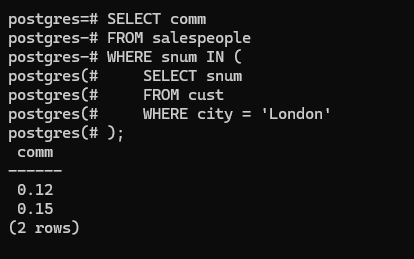 postgres=# SELECT comm
postgres-# FROM salespeople
postgres-# WHERE snum IN (
postgres(#     SELECT snum
postgres(#     FROM cust
postgres(#     WHERE city = 'London'
postgres(# );
 comm
------
 0.12
 0.15
(2 rows)